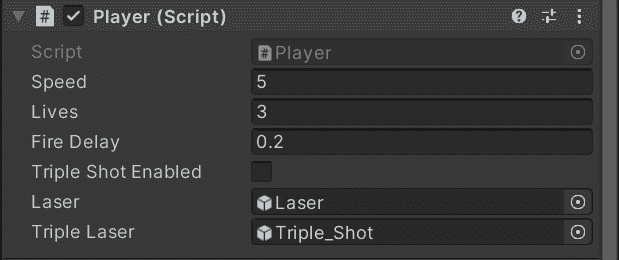 Player (Script)
Script Player
Speed 5
Lives 3
Fire Delay 0.2
Triple Shot Enabled
Laser Laser
Triple Laser Triple_Shot